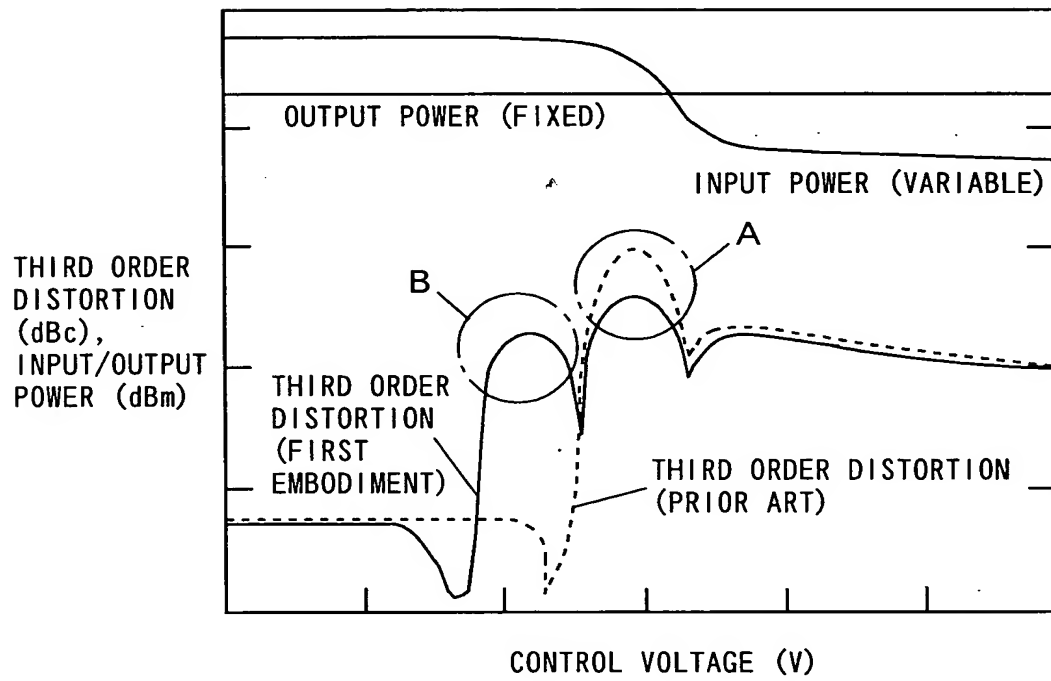 OUTPUT POWER (FIXED)
INPUT POWER (VARIABLE)
A
B
THIRD ORDER
DISTORTION
(dBc),
INPUT/OUTPUT
POWER (dBm)
THIRD ORDER
DISTORTION
(FIRST
EMBODIMENT)
THIRD ORDER DISTORTION
(PRIOR ART)
CONTROL VOLTAGE (V)